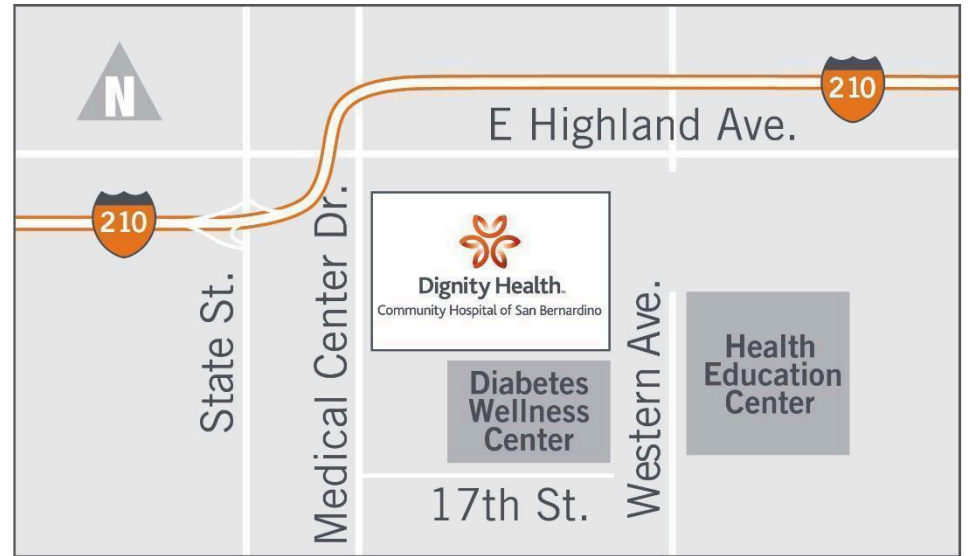 N
210
E Highland Ave.
210
Dignity Health™
Community Hospital of San Bernardino
State St.
Medical Center Dr.
Western Ave.
Diabetes
Wellness
Center
Health
Education
Center
17th St.